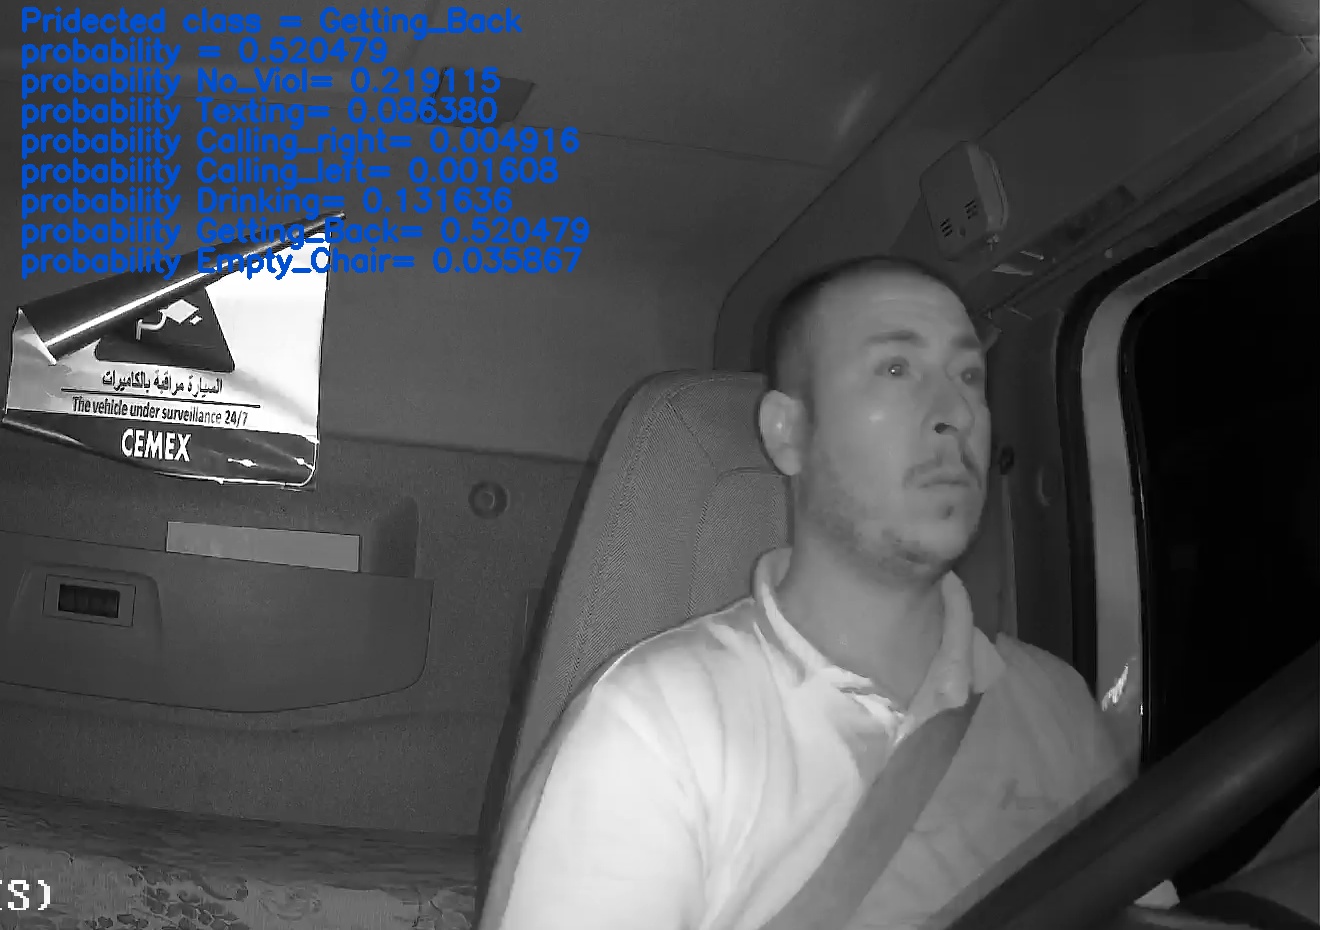 Pridected class = Getting_Back
probability = 0.520479
probability No_Viol= 0.219115
probability Texting= 0.086380
probability Calling_right= 0.004916
probability Calling_left= 0.001608
probability Drinking= 0.131636
probability Getting_Back= 0.520479
probability Empty_Chair= 0.035867
السيارة مراقبة بالكاميرات
The vehicle under surveillance 24/7
CEMEX
S)